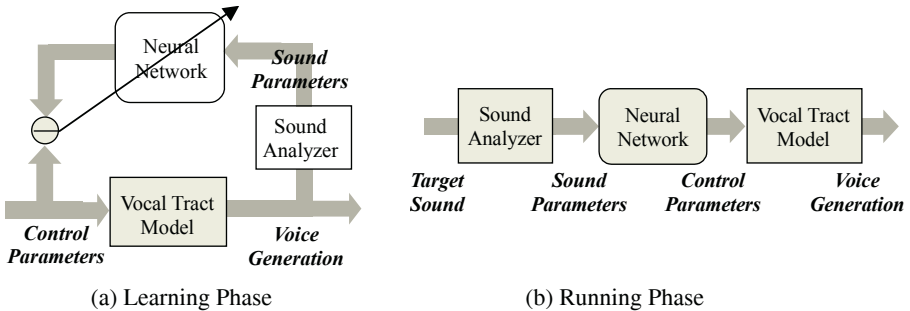 Neural
Network
Sound
Parameters
Sound
Analyzer
Vocal Tract
Model
Control
Parameters
Voice
Generation
(a) Learning Phase
Sound
Analyzer
Neural
Network
Vocal Tract
Model
Target
Sound
Sound
Parameters
Control
Parameters
Voice
Generation
(b) Running Phase